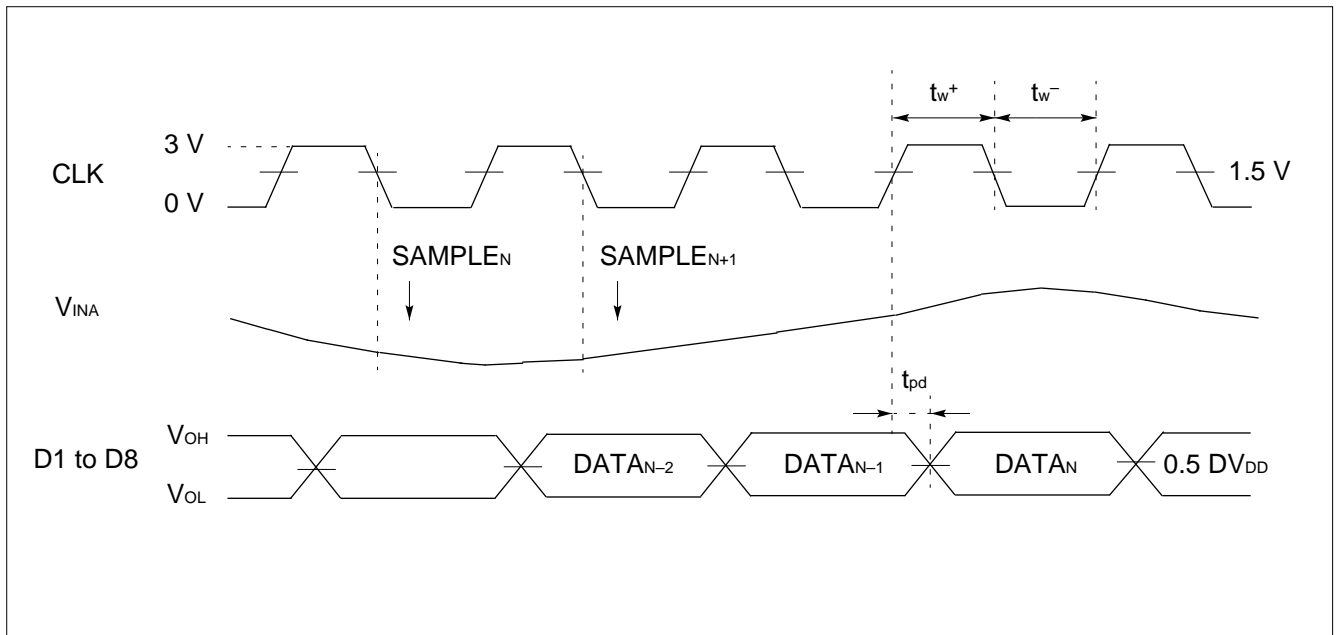 tw+ tw–
3 V
CLK
1.5 V
0 V
SAMPLEN SAMPLEN+1
VINA
tpd
VOH
D1 to D8 DATAN–2 DATAN–1 DATAN 0.5 DVDD
VOL